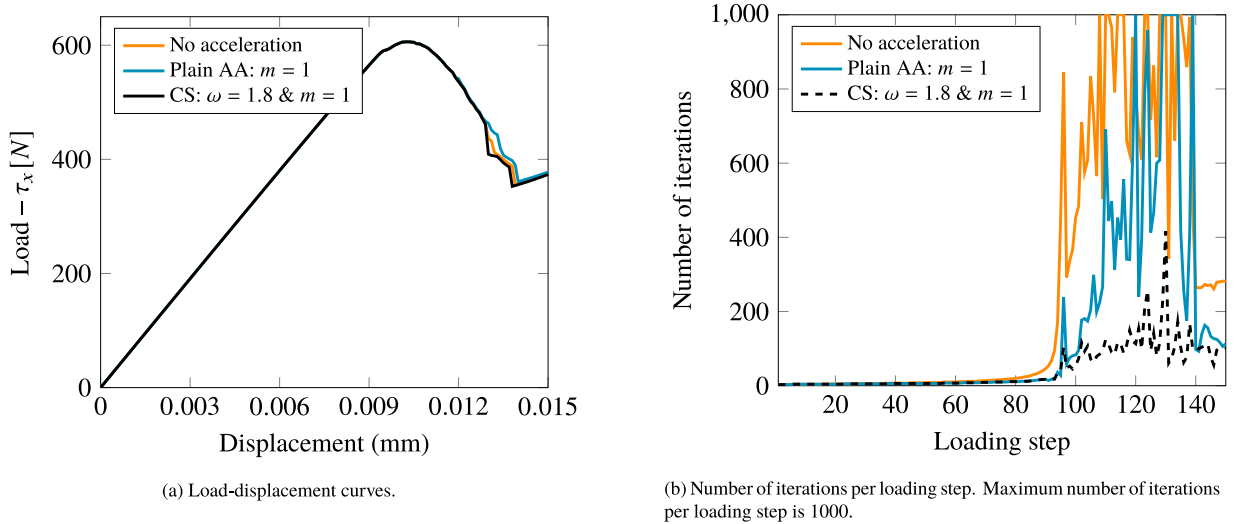 600
400
200
0
Load − τx [N]
No acceleration
Plain AA: m = 1
CS: ω = 1.8 & m = 1
0 0.003 0.006 0.009 0.012 0.015
Displacement (mm)
(a) Load-displacement curves.
1,000
800
600
400
200
0
Number of iterations
No acceleration
Plain AA: m = 1
CS: ω = 1.8 & m = 1
20 40 60 80 100 120 140
Loading step
(b) Number of iterations per loading step. Maximum number of iterations
per loading step is 1000.